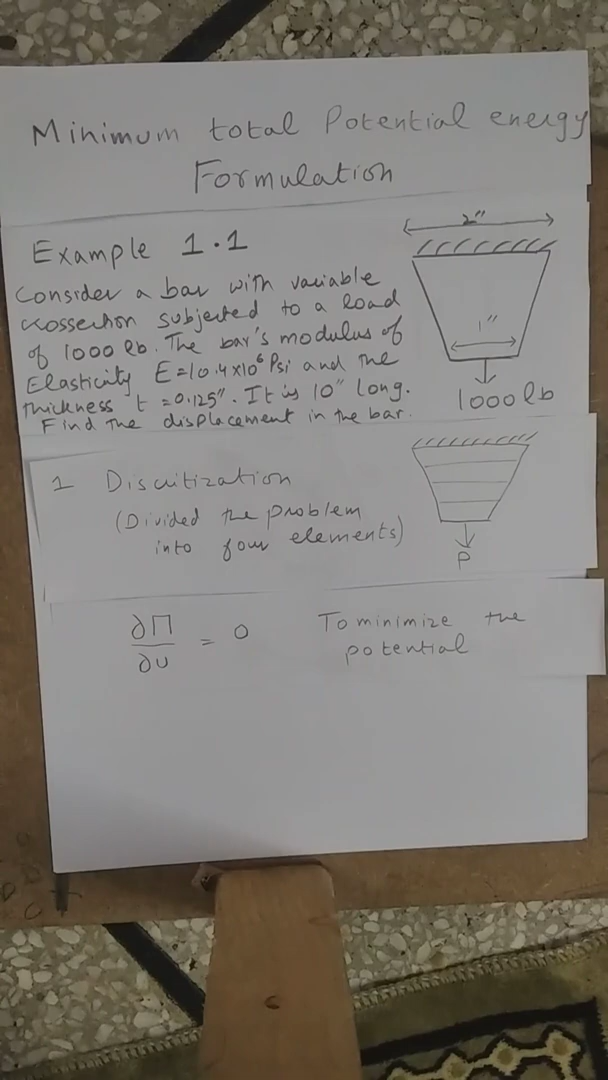 Minimum total Potential energy
Formulation
2"
Example 1.1
Consider a bar with variable
crossection subjected to a load
of 1000 lb. The bar's modulus of
Elasticity E=10.4x10⁶ Psi and the
thickness t =0.125". It is 10" long.
Find the displacement in the bar.
1"
1000 lb
1 Discritization
(Divided the problem
into four elements)
P
∂Π/∂u = 0 To minimize the
potential